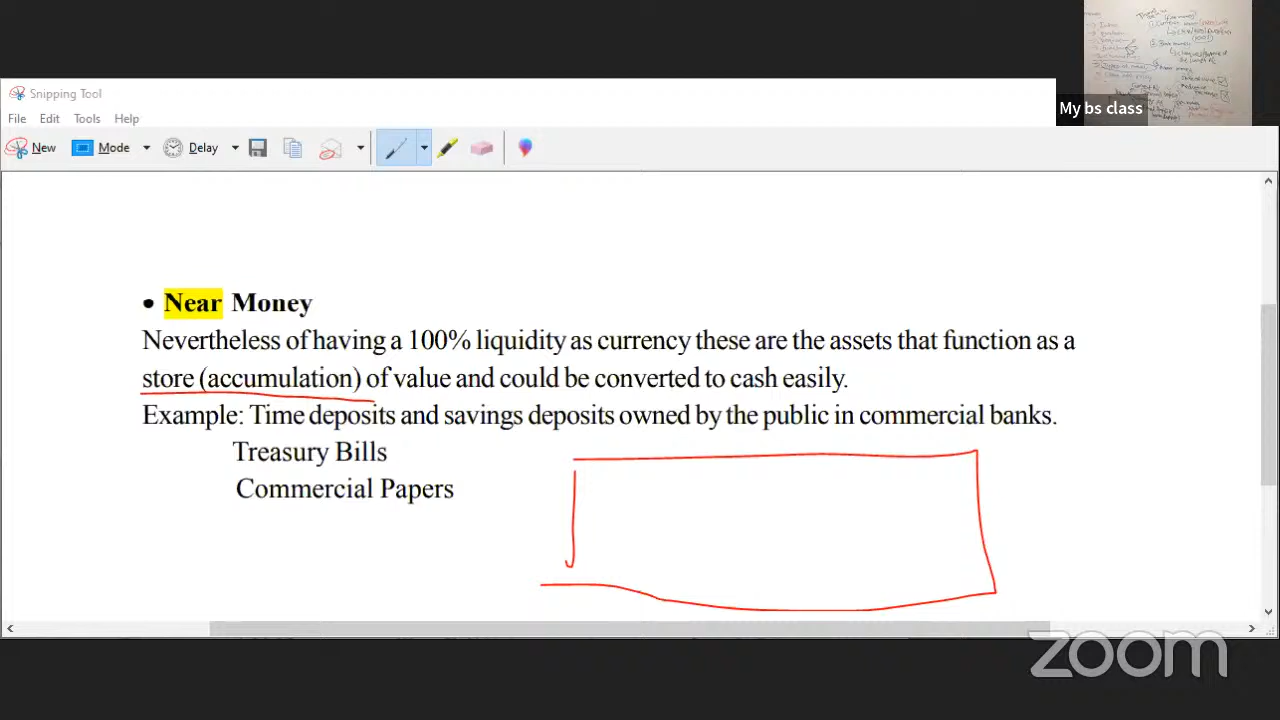 Snipping Tool
File Edit Tools Help
New Mode Delay
My bs class
• Near Money
Nevertheless of having a 100% liquidity as currency these are the assets that function as a
store (accumulation) of value and could be converted to cash easily.
Example: Time deposits and savings deposits owned by the public in commercial banks.
Treasury Bills
Commercial Papers
zoom